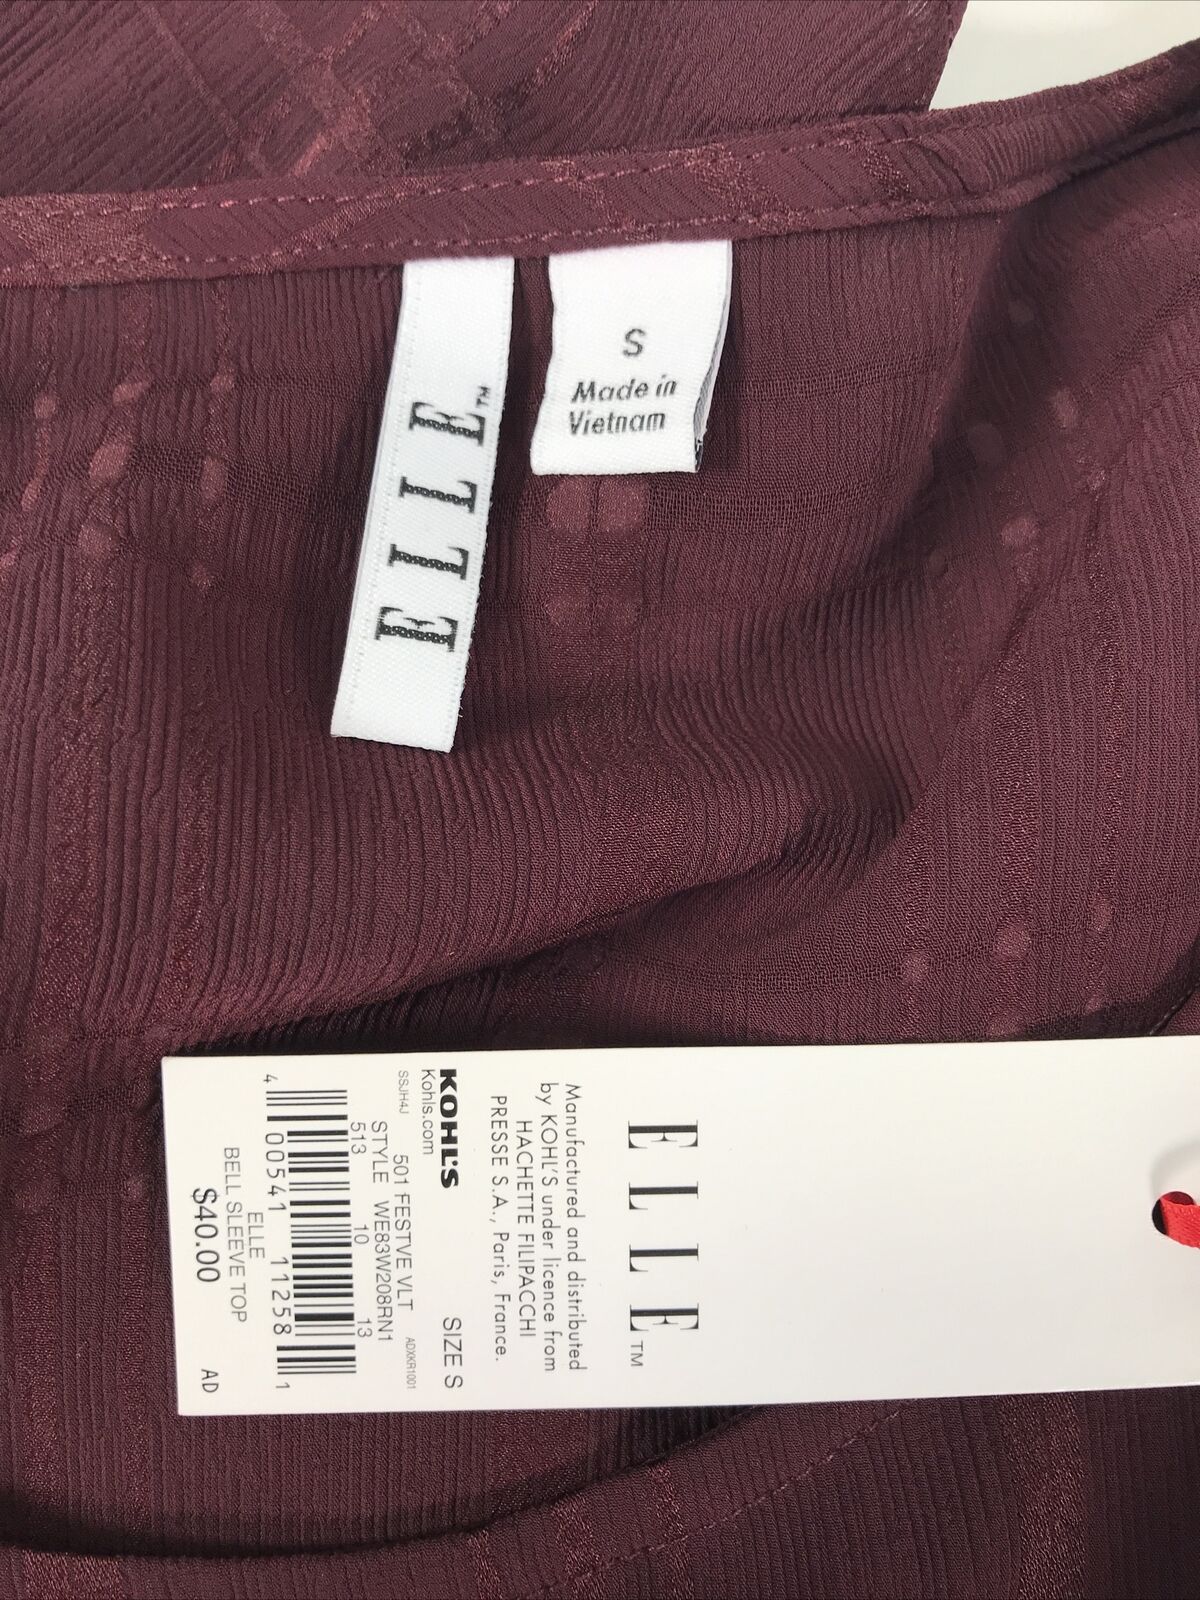 ELLE™
S
Made in
Vietnam
ELLE™
Manufactured and distributed
by KOHL'S under licence from
HACHETTE FILIPACCHI
PRESSE S.A., Paris, France.
KOHL'S SIZE S
Kohls.com
501 FESTVE VLT ADXKR1001
SSJH4J
STYLE WE83W208RN1
513 10 13
4 00541 11258 1
ELLE
BELL SLEEVE TOP
$40.00 AD